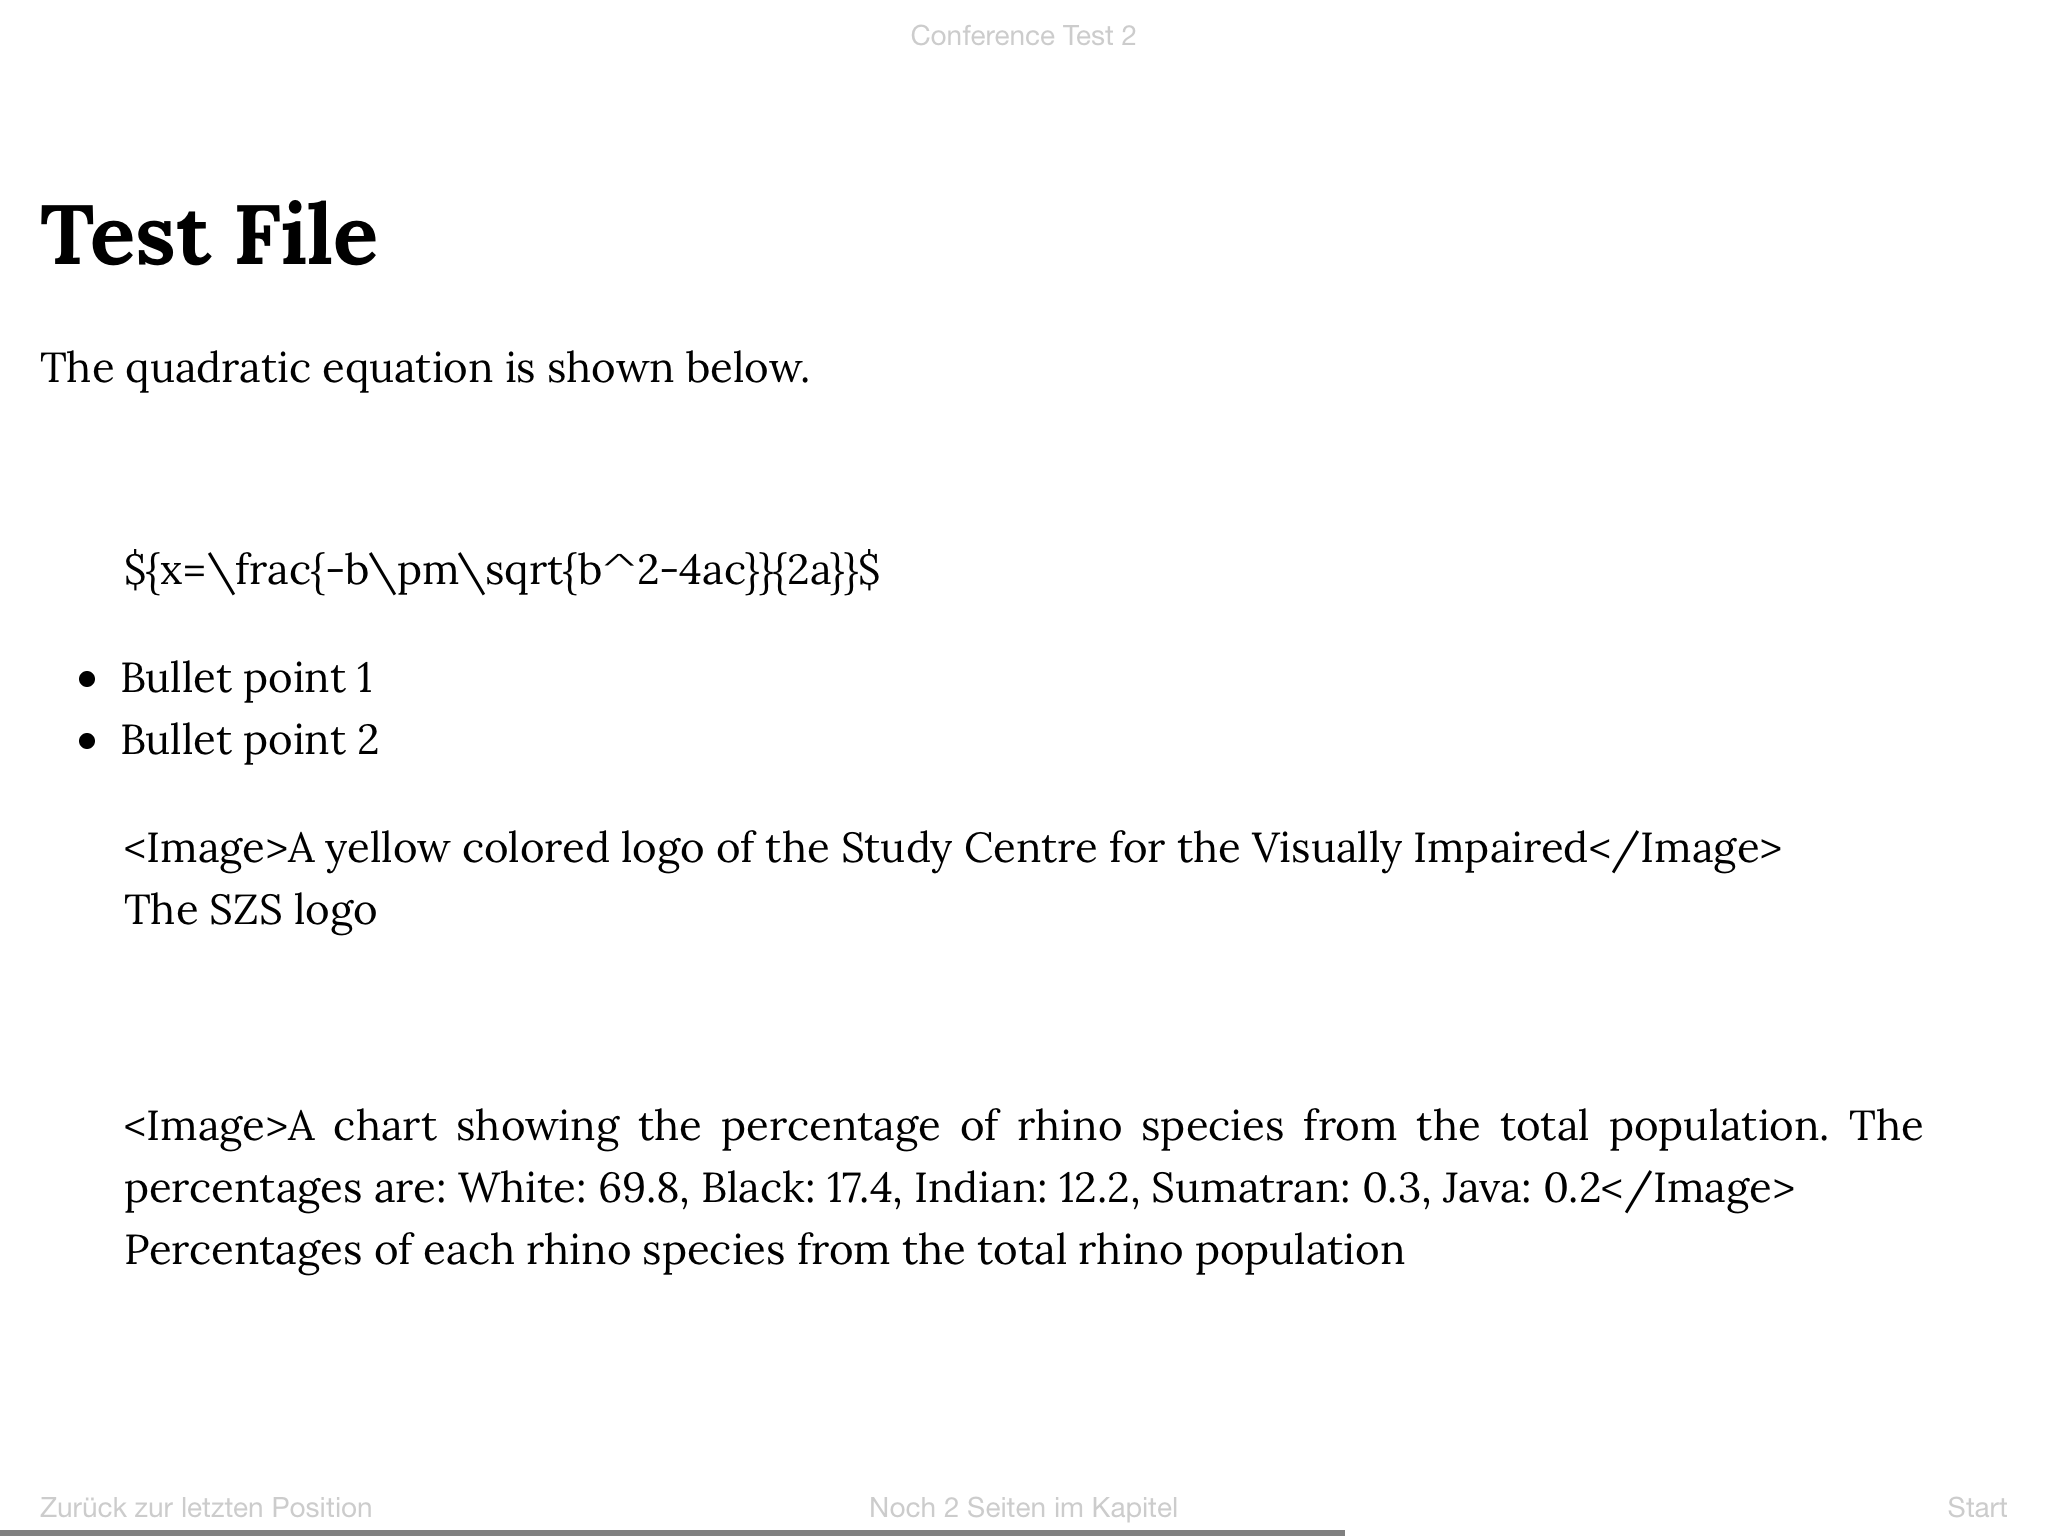 Conference Test 2
Test File
The quadratic equation is shown below.
${x=\frac{-b\pm\sqrt{b^2-4ac}}{2a}}$
• Bullet point 1
• Bullet point 2
<Image>A yellow colored logo of the Study Centre for the Visually Impaired</Image>
The SZS logo
<Image>A chart showing the percentage of rhino species from the total population. The
percentages are: White: 69.8, Black: 17.4, Indian: 12.2, Sumatran: 0.3, Java: 0.2</Image>
Percentages of each rhino species from the total rhino population
Zurück zur letzten Position
Noch 2 Seiten im Kapitel
Start